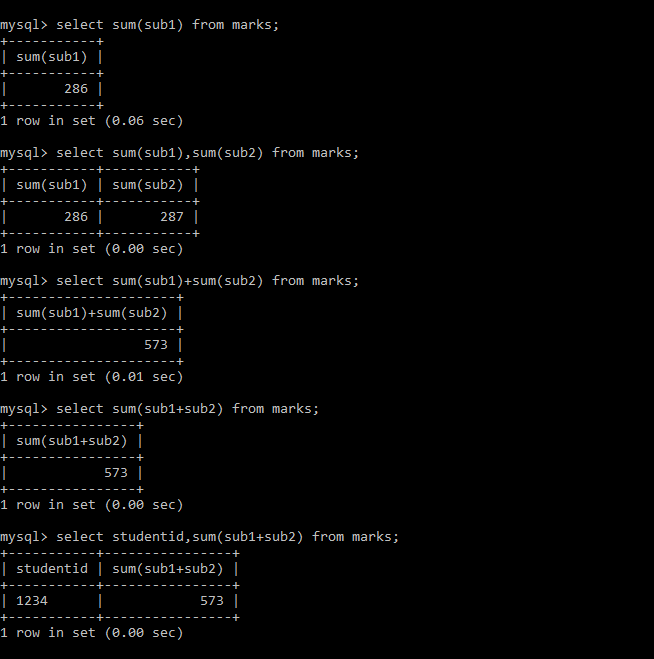 mysql> select sum(sub1) from marks;
+-----------+
| sum(sub1) |
+-----------+
|       286 |
+-----------+
1 row in set (0.06 sec)
mysql> select sum(sub1),sum(sub2) from marks;
+-----------+-----------+
| sum(sub1) | sum(sub2) |
+-----------+-----------+
|       286 |       287 |
+-----------+-----------+
1 row in set (0.00 sec)
mysql> select sum(sub1)+sum(sub2) from marks;
+---------------------+
| sum(sub1)+sum(sub2) |
+---------------------+
|                 573 |
+---------------------+
1 row in set (0.01 sec)
mysql> select sum(sub1+sub2) from marks;
+----------------+
| sum(sub1+sub2) |
+----------------+
|            573 |
+----------------+
1 row in set (0.00 sec)
mysql> select studentid,sum(sub1+sub2) from marks;
+-----------+----------------+
| studentid | sum(sub1+sub2) |
+-----------+----------------+
| 1234      |            573 |
+-----------+----------------+
1 row in set (0.00 sec)